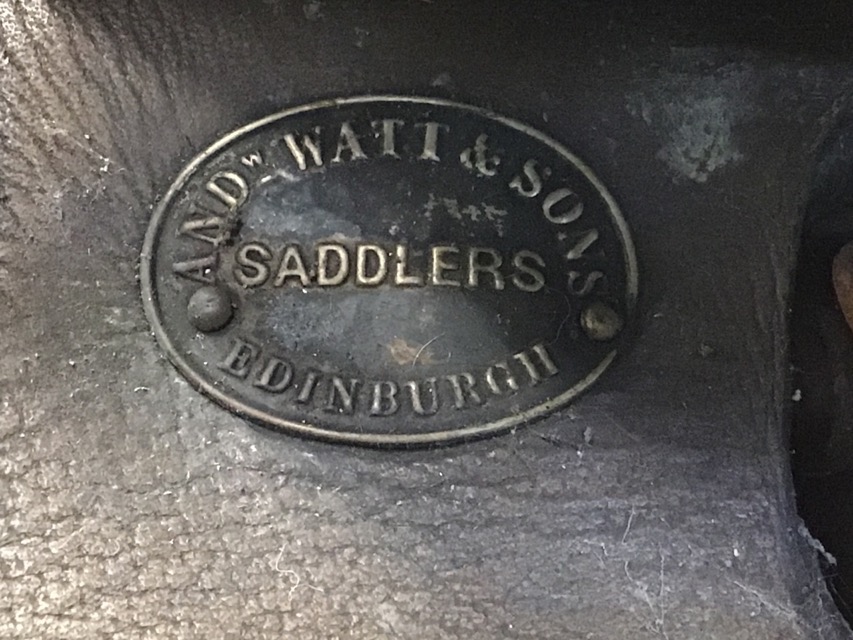 ANDW WATT & SONS
SADDLERS
EDINBURGH